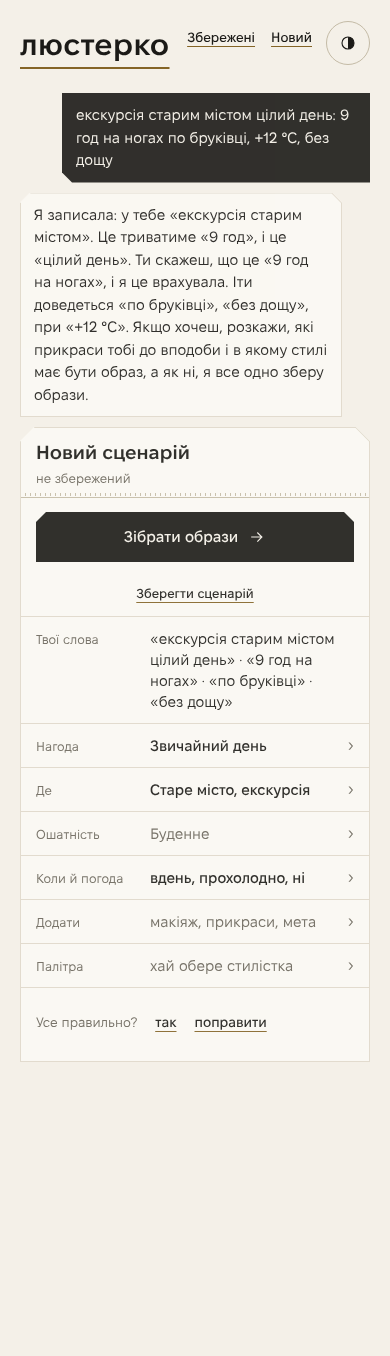 люстерко
Збережені
Новий
екскурсія старим містом цілий день: 9
год на ногах по бруківці, +12 °C, без
дощу
Я записала: у тебе «екскурсія старим
містом». Це триватиме «9 год», і це
«цілий день». Ти скажеш, що це «9 год
на ногах», і я це врахувала. Іти
доведеться «по бруківці», «без дощу»,
при «+12 °C». Якщо хочеш, розкажи, які
прикраси тобі до вподоби і в якому стилі
має бути образ, а як ні, я все одно зберу
образи.
Новий сценарій
не збережений
Зібрати образи →
Зберегти сценарій
Твої слова
«екскурсія старим містом
цілий день» · «9 год на
ногах» · «по бруківці» ·
«без дощу»
Нагода
Звичайний день
Де
Старе місто, екскурсія
Ошатність
Буденне
Коли й погода
вдень, прохолодно, ні
Додати
макіяж, прикраси, мета
Палітра
хай обере стилістка
Усе правильно?
так
поправити